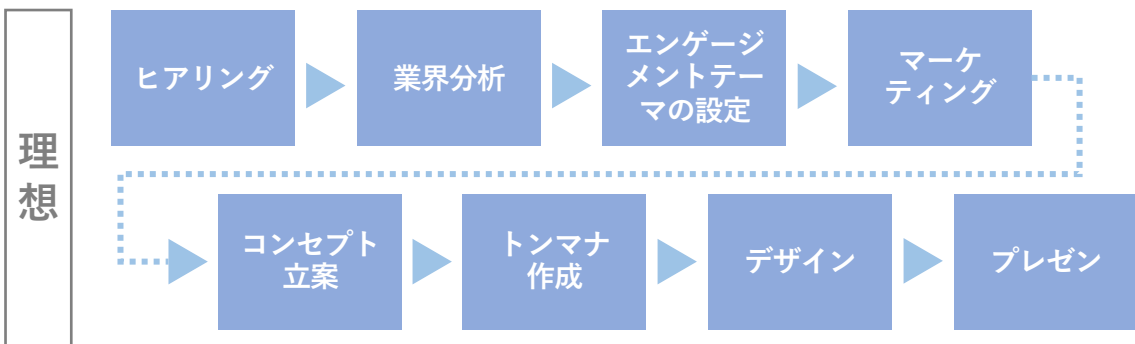 理想
ヒアリング
業界分析
エンゲージ
メントテー
マの設定
マーケ
ティング
コンセプト
立案
トンマナ
作成
デザイン
プレゼン